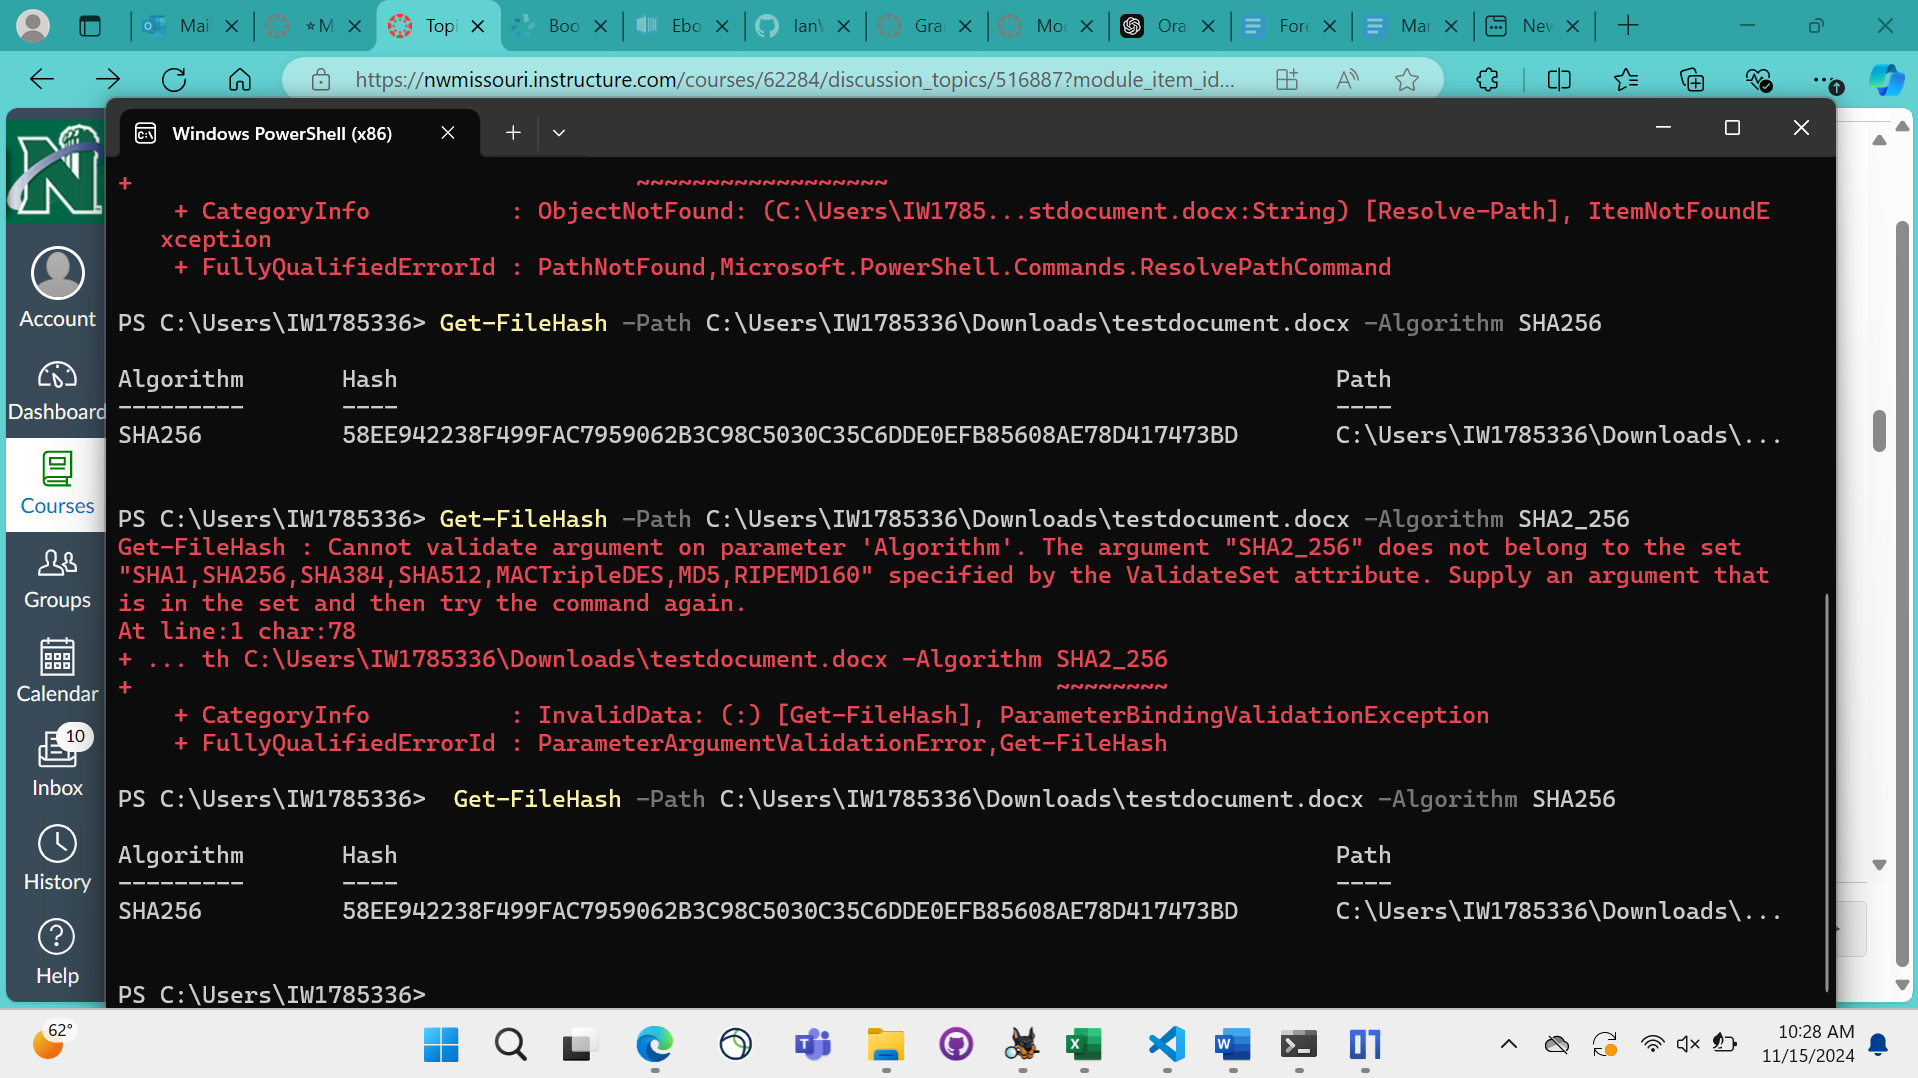 Mail
☆M
Topi
Boo
Ebo
IanV
Grad
Moc
Ora
Fore
Mar
New
https://nwmissouri.instructure.com/courses/62284/discussion_topics/516887?module_item_id...
Windows PowerShell (x86)
+                                     ~~~~~~~~~~~~~~~~~~
    + CategoryInfo          : ObjectNotFound: (C:\Users\IW1785...stdocument.docx:String) [Resolve-Path], ItemNotFoundE
   xception
    + FullyQualifiedErrorId : PathNotFound,Microsoft.PowerShell.Commands.ResolvePathCommand
PS C:\Users\IW1785336> Get-FileHash -Path C:\Users\IW1785336\Downloads\testdocument.docx -Algorithm SHA256
Algorithm       Hash                                                                   Path
---------       ----                                                                   ----
SHA256          58EE942238F499FAC7959062B3C98C5030C35C6DDE0EFB85608AE78D417473BD       C:\Users\IW1785336\Downloads\...
PS C:\Users\IW1785336> Get-FileHash -Path C:\Users\IW1785336\Downloads\testdocument.docx -Algorithm SHA2_256
Get-FileHash : Cannot validate argument on parameter 'Algorithm'. The argument "SHA2_256" does not belong to the set
"SHA1,SHA256,SHA384,SHA512,MACTripleDES,MD5,RIPEMD160" specified by the ValidateSet attribute. Supply an argument that
is in the set and then try the command again.
At line:1 char:78
+ ... th C:\Users\IW1785336\Downloads\testdocument.docx -Algorithm SHA2_256
+                                                                   ~~~~~~~~
    + CategoryInfo          : InvalidData: (:) [Get-FileHash], ParameterBindingValidationException
    + FullyQualifiedErrorId : ParameterArgumentValidationError,Get-FileHash
PS C:\Users\IW1785336>  Get-FileHash -Path C:\Users\IW1785336\Downloads\testdocument.docx -Algorithm SHA256
Algorithm       Hash                                                                   Path
---------       ----                                                                   ----
SHA256          58EE942238F499FAC7959062B3C98C5030C35C6DDE0EFB85608AE78D417473BD       C:\Users\IW1785336\Downloads\...
PS C:\Users\IW1785336>
N
Account
Dashboard
Courses
Groups
Calendar
10
Inbox
History
Help
62°
10:28 AM
11/15/2024